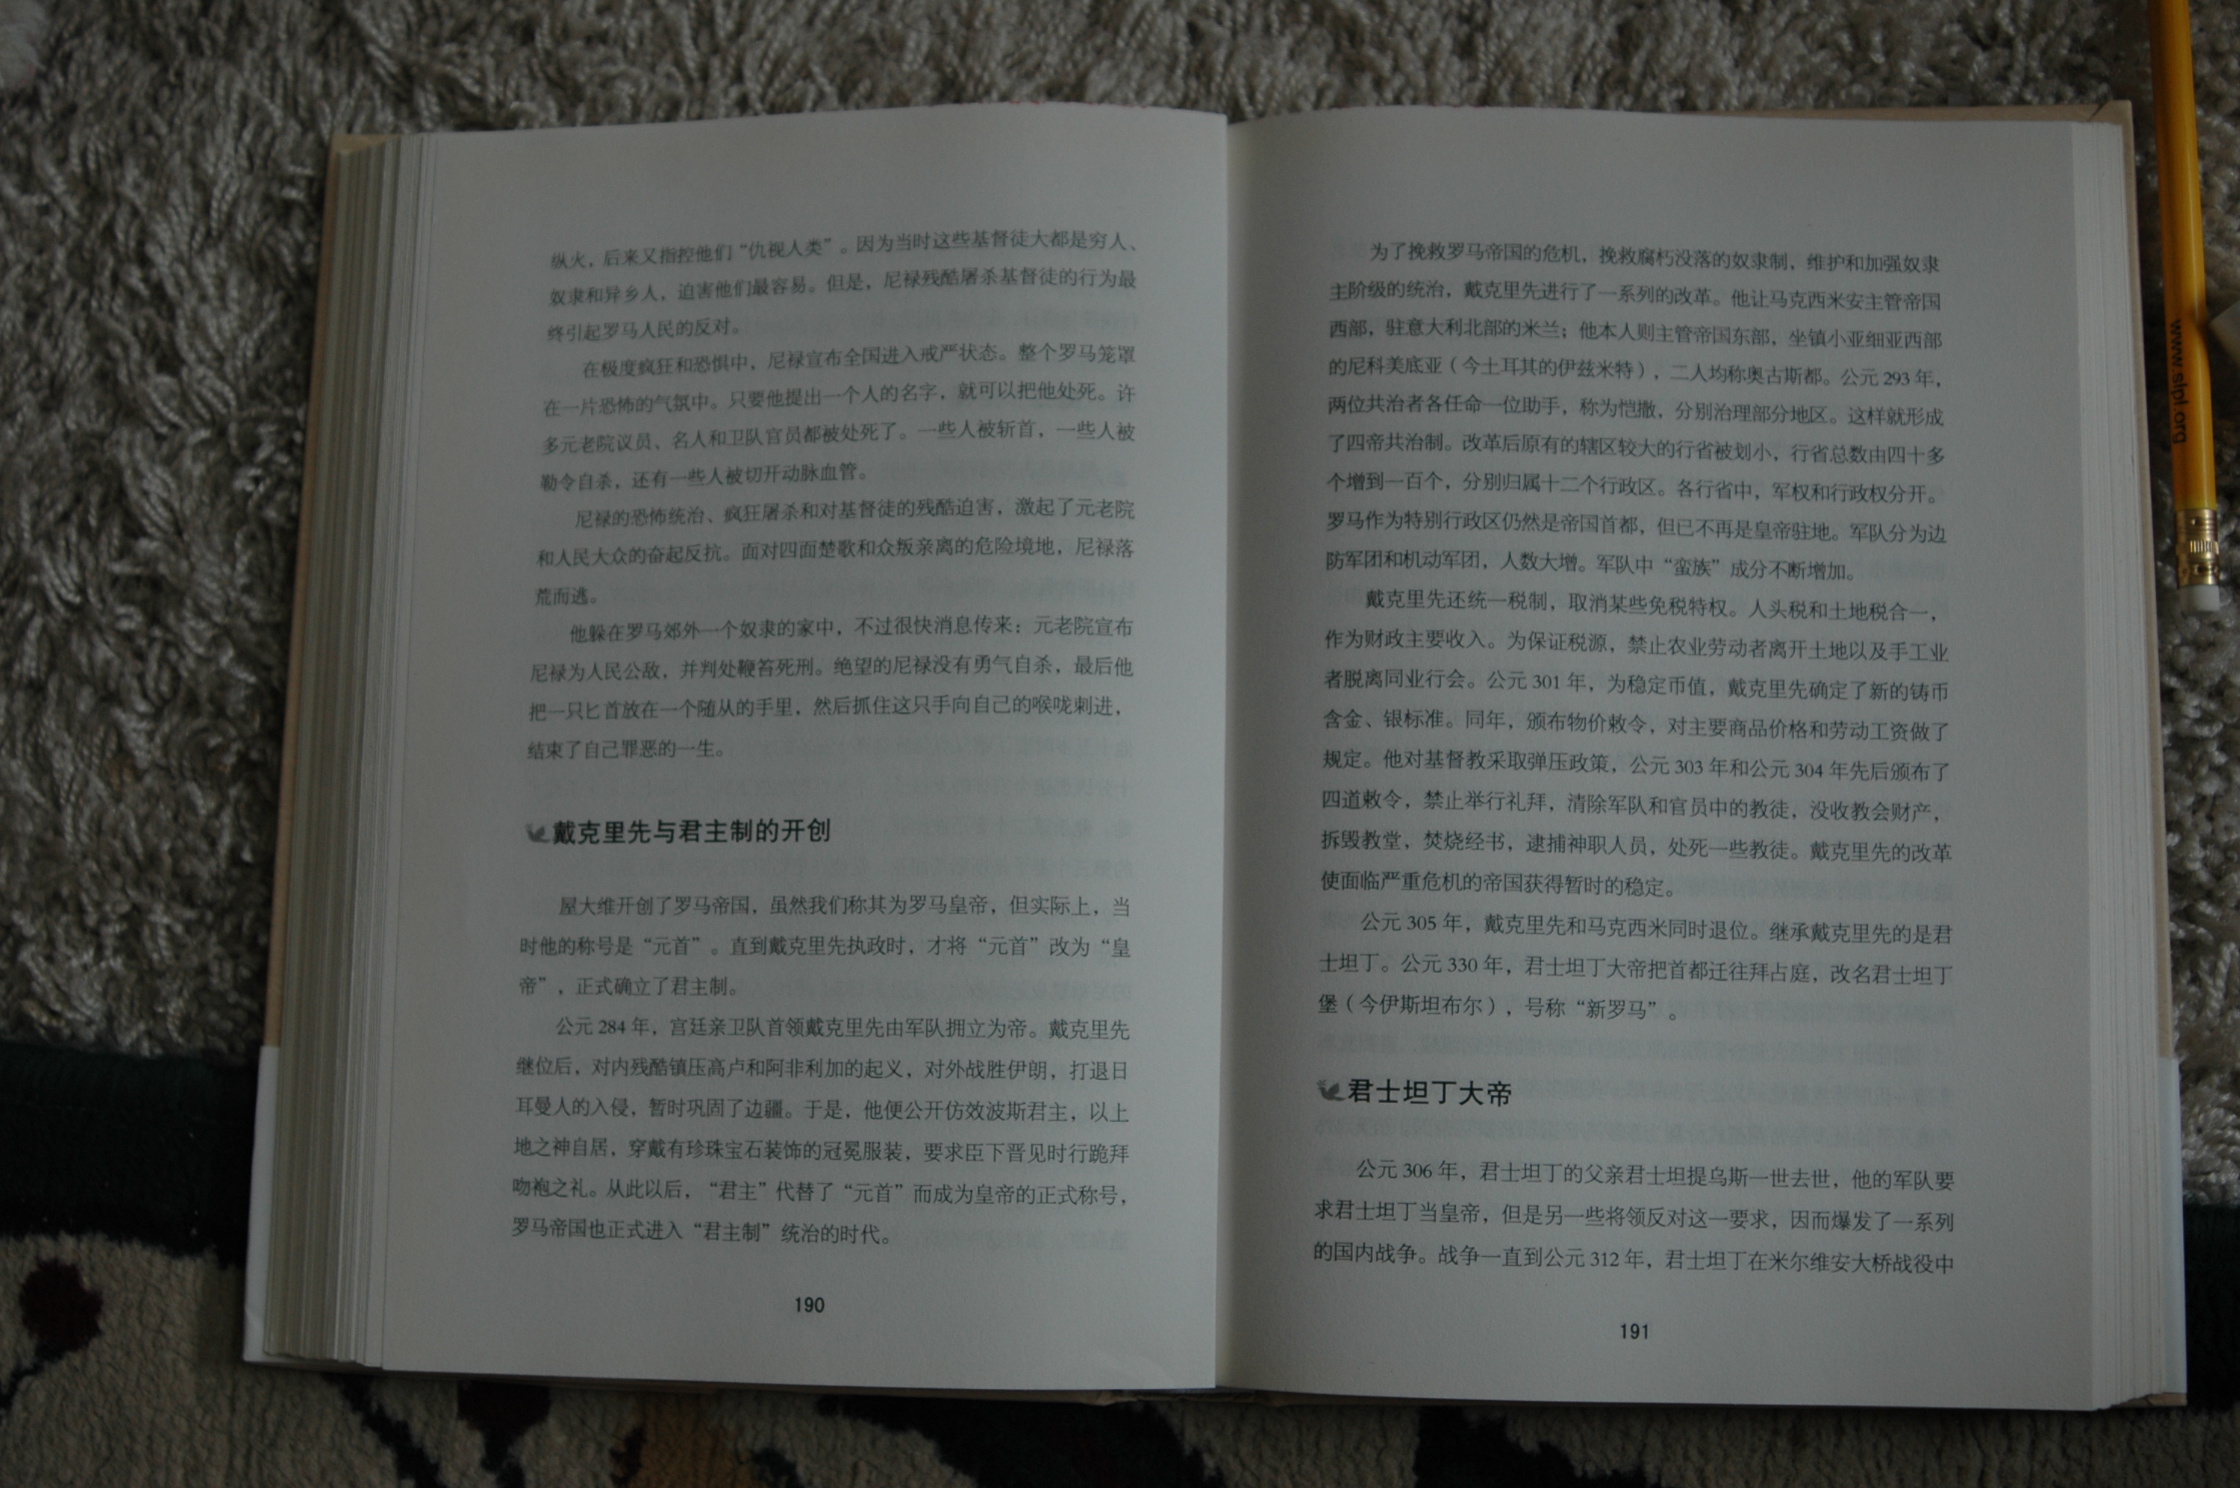 纵火，后来又指控他们"仇视人类"。因为当时这些基督徒大都是穷人、
奴隶和异乡人，迫害他们最容易。但是，尼禄残酷屠杀基督徒的行为最
终引起罗马人民的反对。
在极度疯狂和恐惧中，尼禄宣布全国进入戒严状态。整个罗马笼罩
在一片恐怖的气氛中。只要他提出一个人的名字，就可以把他处死。许
多元老院议员、名人和卫队官员都被处死了。一些人被斩首，一些人被
勒令自杀，还有一些人被切开动脉血管。
尼禄的恐怖统治、疯狂屠杀和对基督徒的残酷迫害，激起了元老院
和人民大众的奋起反抗。面对四面楚歌和众叛亲离的危险境地，尼禄落
荒而逃。
他躲在罗马郊外一个奴隶的家中，不过很快消息传来：元老院宣布
尼禄为人民公敌，并判处鞭笞死刑。绝望的尼禄没有勇气自杀，最后他
把一只匕首放在一个随从的手里，然后抓住这只手向自己的喉咙刺进，
结束了自己罪恶的一生。
戴克里先与君主制的开创
屋大维开创了罗马帝国，虽然我们称其为罗马皇帝，但实际上，当
时他的称号是"元首"。直到戴克里先执政时，才将"元首"改为"皇
帝"，正式确立了君主制。
公元 284 年，宫廷亲卫队首领戴克里先由军队拥立为帝。戴克里先
继位后，对内残酷镇压高卢和阿非利加的起义，对外战胜伊朗，打退日
耳曼人的入侵，暂时巩固了边疆。于是，他便公开仿效波斯君主，以上
地之神自居，穿戴有珍珠宝石装饰的冠冕服装，要求臣下晋见时行跪拜
吻袍之礼。从此以后，"君主"代替了"元首"而成为皇帝的正式称号，
罗马帝国也正式进入"君主制"统治的时代。
190
为了挽救罗马帝国的危机，挽救腐朽没落的奴隶制，维护和加强奴隶
主阶级的统治，戴克里先进行了一系列的改革。他让马克西米安主管帝国
西部，驻意大利北部的米兰；他本人则主管帝国东部，坐镇小亚细亚西部
的尼科美底亚（今土耳其的伊兹米特），二人均称奥古斯都。公元 293 年，
两位共治者各任命一位助手，称为恺撒，分别治理部分地区。这样就形成
了四帝共治制。改革后原有的辖区较大的行省被划小，行省总数由四十多
个增到一百个，分别归属十二个行政区。各行省中，军权和行政权分开。
罗马作为特别行政区仍然是帝国首都，但已不再是皇帝驻地。军队分为边
防军团和机动军团，人数大增。军队中"蛮族"成分不断增加。
戴克里先还统一税制，取消某些免税特权。人头税和土地税合一，
作为财政主要收入。为保证税源，禁止农业劳动者离开土地以及手工业
者脱离同业行会。公元 301 年，为稳定币值，戴克里先确定了新的铸币
含金、银标准。同年，颁布物价敕令，对主要商品价格和劳动工资做了
规定。他对基督教采取弹压政策，公元 303 年和公元 304 年先后颁布了
四道敕令，禁止举行礼拜，清除军队和官员中的教徒，没收教会财产，
拆毁教堂，焚烧经书，逮捕神职人员，处死一些教徒。戴克里先的改革
使面临严重危机的帝国获得暂时的稳定。
公元 305 年，戴克里先和马克西米同时退位。继承戴克里先的是君
士坦丁。公元 330 年，君士坦丁大帝把首都迁往拜占庭，改名君士坦丁
堡（今伊斯坦布尔），号称"新罗马"。
君士坦丁大帝
公元 306 年，君士坦丁的父亲君士坦提乌斯一世去世，他的军队要
求君士坦丁当皇帝，但是另一些将领反对这一要求，因而爆发了一系列
的国内战争。战争一直到公元 312 年，君士坦丁在米尔维安大桥战役中
191
www.slpl.org